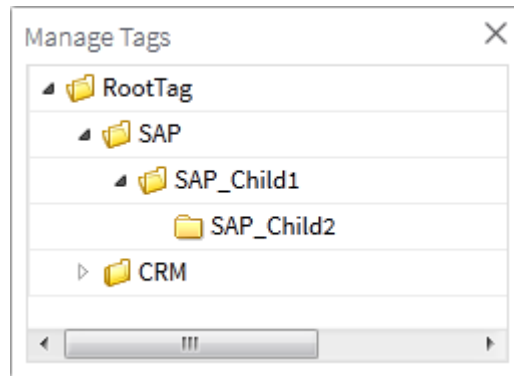 Manage Tags
RootTag
SAP
SAP_Child1
SAP_Child2
CRM